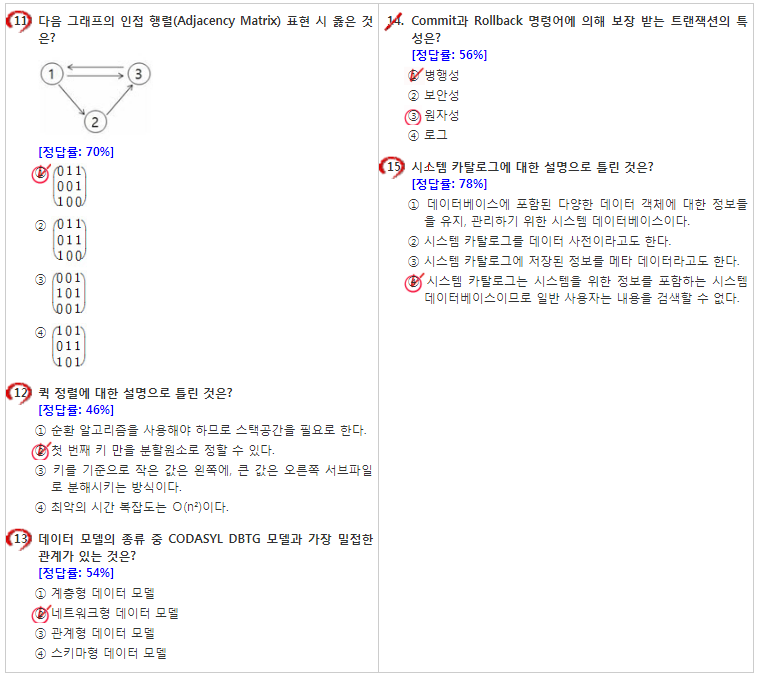 11. 다음 그래프의 인접 행렬(Adjacency Matrix) 표현 시 옳은 것
은?
1 3
2
[정답률: 70%]
① 0 1 1
0 0 1
1 0 0
② 0 1 1
0 1 1
1 0 0
③ 0 0 1
1 0 1
0 0 1
④ 1 0 1
0 1 1
1 0 1
12. 퀵 정렬에 대한 설명으로 틀린 것은?
[정답률: 46%]
① 순환 알고리즘을 사용해야 하므로 스택공간을 필요로 한다.
② 첫 번째 키 만을 분할원소로 정할 수 있다.
③ 키를 기준으로 작은 값은 왼쪽에, 큰 값은 오른쪽 서브파일
로 분해시키는 방식이다.
④ 최악의 시간 복잡도는 O(n²)이다.
13. 데이터 모델의 종류 중 CODASYL DBTG 모델과 가장 밀접한
관계가 있는 것은?
[정답률: 54%]
① 계층형 데이터 모델
② 네트워크형 데이터 모델
③ 관계형 데이터 모델
④ 스키마형 데이터 모델
14. Commit과 Rollback 명령어에 의해 보장 받는 트랜잭션의 특
성은?
[정답률: 56%]
① 병행성
② 보안성
③ 원자성
④ 로그
15. 시소템 카탈로그에 대한 설명으로 틀린 것은?
[정답률: 78%]
① 데이터베이스에 포함된 다양한 데이터 객체에 대한 정보들
을 유지, 관리하기 위한 시스템 데이터베이스이다.
② 시스템 카탈로그를 데이터 사전이라고도 한다.
③ 시스템 카탈로그에 저장된 정보를 메타 데이터라고도 한다.
④ 시스템 카탈로그는 시스템을 위한 정보를 포함하는 시스템
데이터베이스이므로 일반 사용자는 내용을 검색할 수 없다.